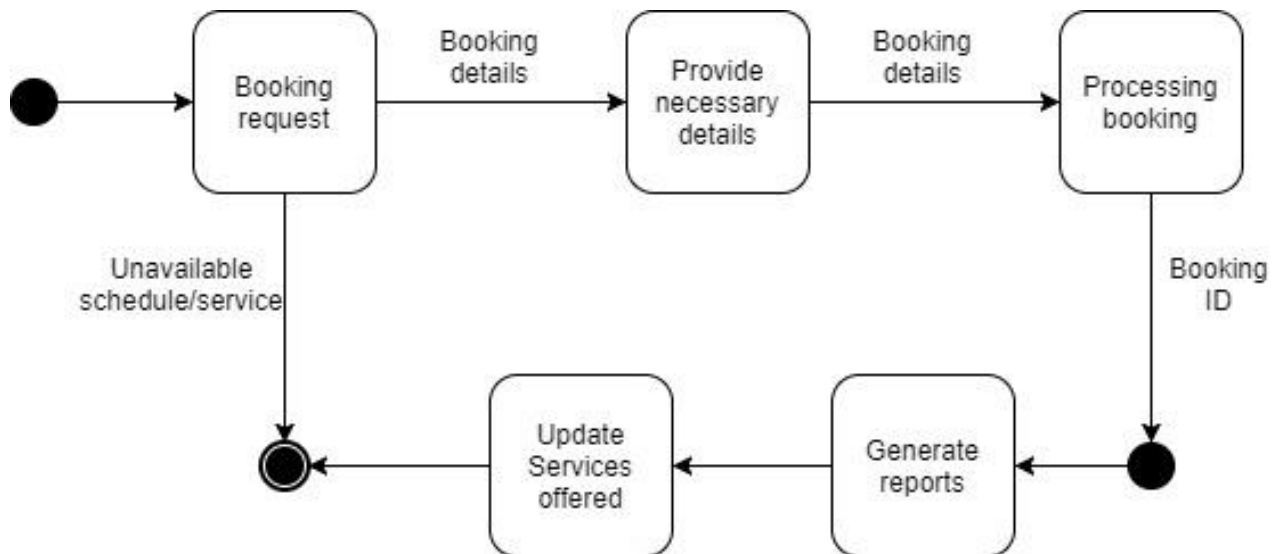 Booking
request
Booking
details
Provide
necessary
details
Booking
details
Processing
booking
Unavailable
schedule/service
Booking
ID
Update
Services
offered
Generate
reports